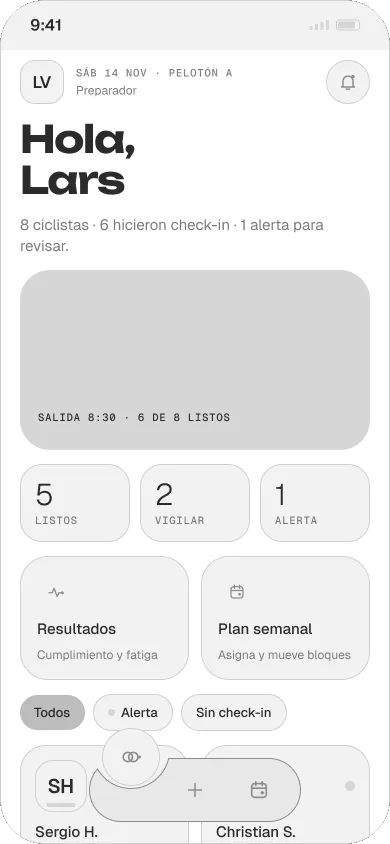 9:41
LV
SÁB 14 NOV · PELOTÓN A
Preparador
Hola,
Lars
8 ciclistas · 6 hicieron check-in · 1 alerta para
revisar.
SALIDA 8:30 · 6 DE 8 LISTOS
5
LISTOS
2
VIGILAR
1
ALERTA
Resultados
Cumplimiento y fatiga
Plan semanal
Asigna y mueve bloques
Todos
Alerta
Sin check-in
SH
Sergio H.
Christian S.